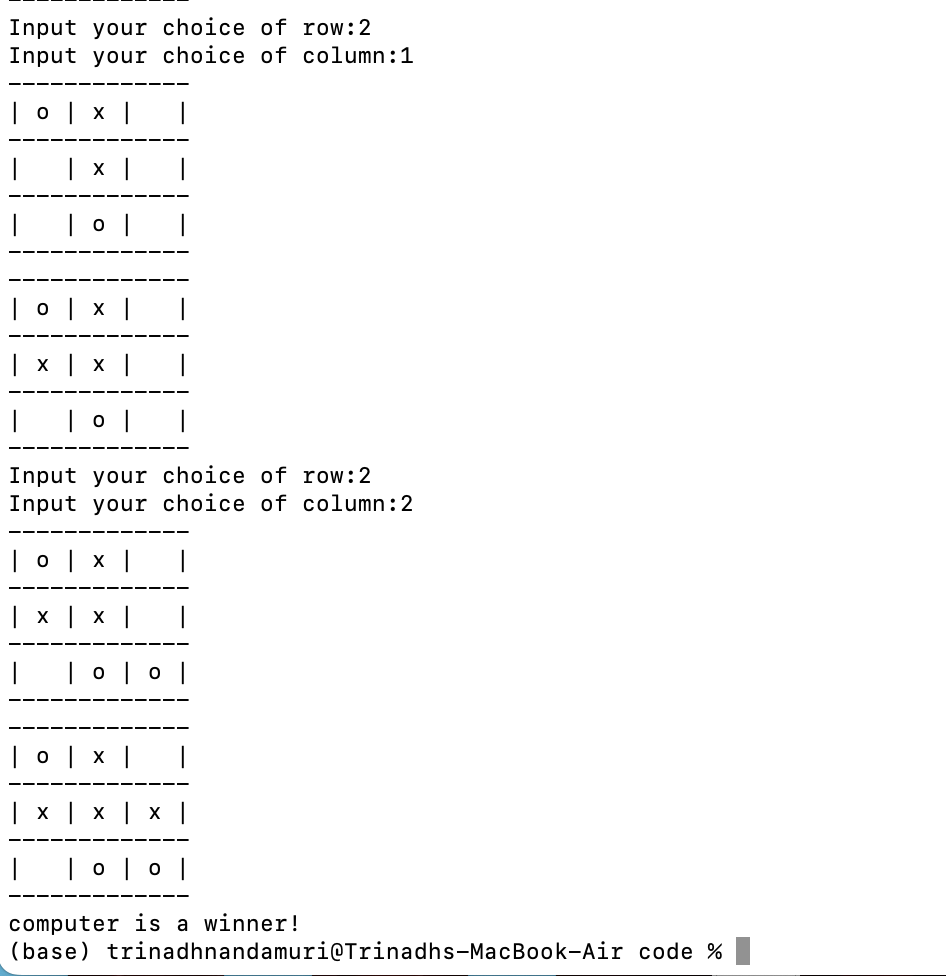 -------------
Input your choice of row:2
Input your choice of column:1
-------------
| o | x |   |
-------------
|   | x |   |
-------------
|   | o |   |
-------------
-------------
| o | x |   |
-------------
| x | x |   |
-------------
|   | o |   |
-------------
Input your choice of row:2
Input your choice of column:2
-------------
| o | x |   |
-------------
| x | x |   |
-------------
|   | o | o |
-------------
-------------
| o | x |   |
-------------
| x | x | x |
-------------
|   | o | o |
-------------
computer is a winner!
(base) trinadhnandamuri@Trinadhs-MacBook-Air code %